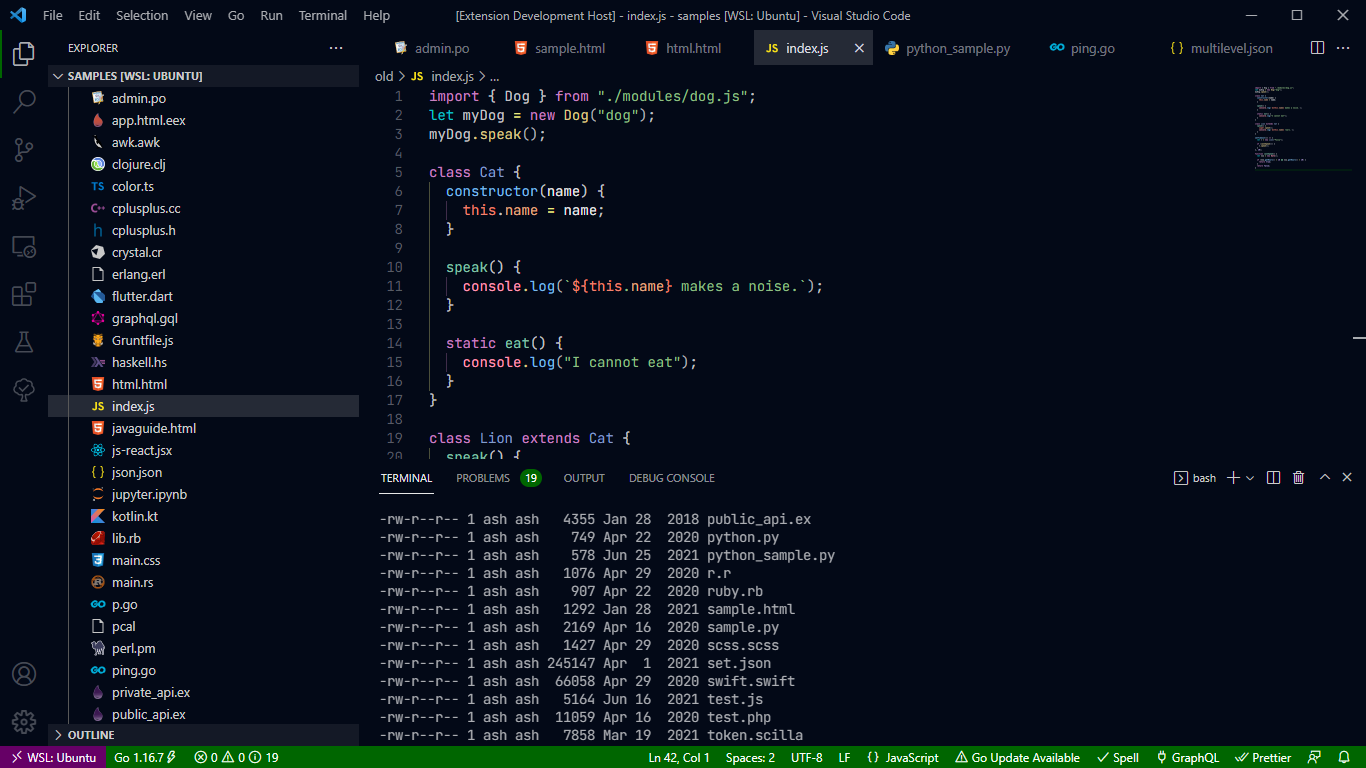 File Edit Selection View Go Run Terminal Help [Extension Development Host] - index.js - samples [WSL: Ubuntu] - Visual Studio Code
EXPLORER ···
SAMPLES [WSL: UBUNTU]
admin.po
app.html.eex
awk.awk
clojure.clj
TS color.ts
C++ cplusplus.cc
h cplusplus.h
crystal.cr
erlang.erl
flutter.dart
graphql.gql
Gruntfile.js
haskell.hs
html.html
JS index.js
javaguide.html
js-react.jsx
{ } json.json
jupyter.ipynb
kotlin.kt
lib.rb
main.css
main.rs
GO p.go
pcal
perl.pm
GO ping.go
private_api.ex
public_api.ex
OUTLINE
admin.po sample.html html.html JS index.js python_sample.py GO ping.go { } multilevel.json ···
old > JS index.js > ...
1 import { Dog } from "./modules/dog.js";
2 let myDog = new Dog("dog");
3 myDog.speak();
4
5 class Cat {
6 constructor(name) {
7 this.name = name;
8 }
9
10 speak() {
11 console.log(`${this.name} makes a noise.`);
12 }
13
14 static eat() {
15 console.log("I cannot eat");
16 }
17 }
18
19 class Lion extends Cat {
20 speak() {
TERMINAL PROBLEMS 19 OUTPUT DEBUG CONSOLE bash
-rw-r--r-- 1 ash ash 4355 Jan 28 2018 public_api.ex
-rw-r--r-- 1 ash ash 749 Apr 22 2020 python.py
-rw-r--r-- 1 ash ash 578 Jun 25 2021 python_sample.py
-rw-r--r-- 1 ash ash 1076 Apr 29 2020 r.r
-rw-r--r-- 1 ash ash 907 Apr 22 2020 ruby.rb
-rw-r--r-- 1 ash ash 1292 Jan 28 2021 sample.html
-rw-r--r-- 1 ash ash 2169 Apr 16 2020 sample.py
-rw-r--r-- 1 ash ash 1427 Apr 29 2020 scss.scss
-rw-r--r-- 1 ash ash 245147 Apr 1 2021 set.json
-rw-r--r-- 1 ash ash 66058 Apr 29 2020 swift.swift
-rw-r--r-- 1 ash ash 5164 Jun 16 2021 test.js
-rw-r--r-- 1 ash ash 11059 Apr 16 2020 test.php
-rw-r--r-- 1 ash ash 7858 Mar 19 2021 token.scilla
WSL: Ubuntu Go 1.16.7 0 0 19 Ln 42, Col 1 Spaces: 2 UTF-8 LF { } JavaScript Go Update Available Spell GraphQL Prettier